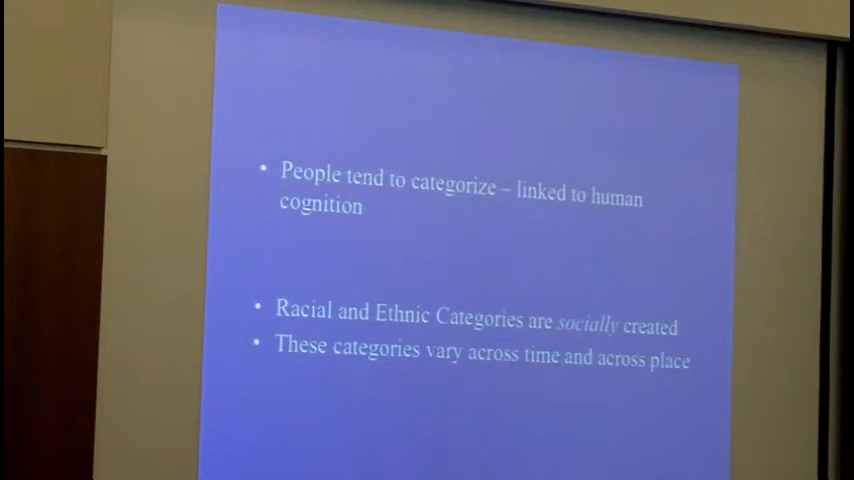 • People tend to categorize – linked to human
cognition
• Racial and Ethnic Categories are socially created
• These categories vary across time and across place